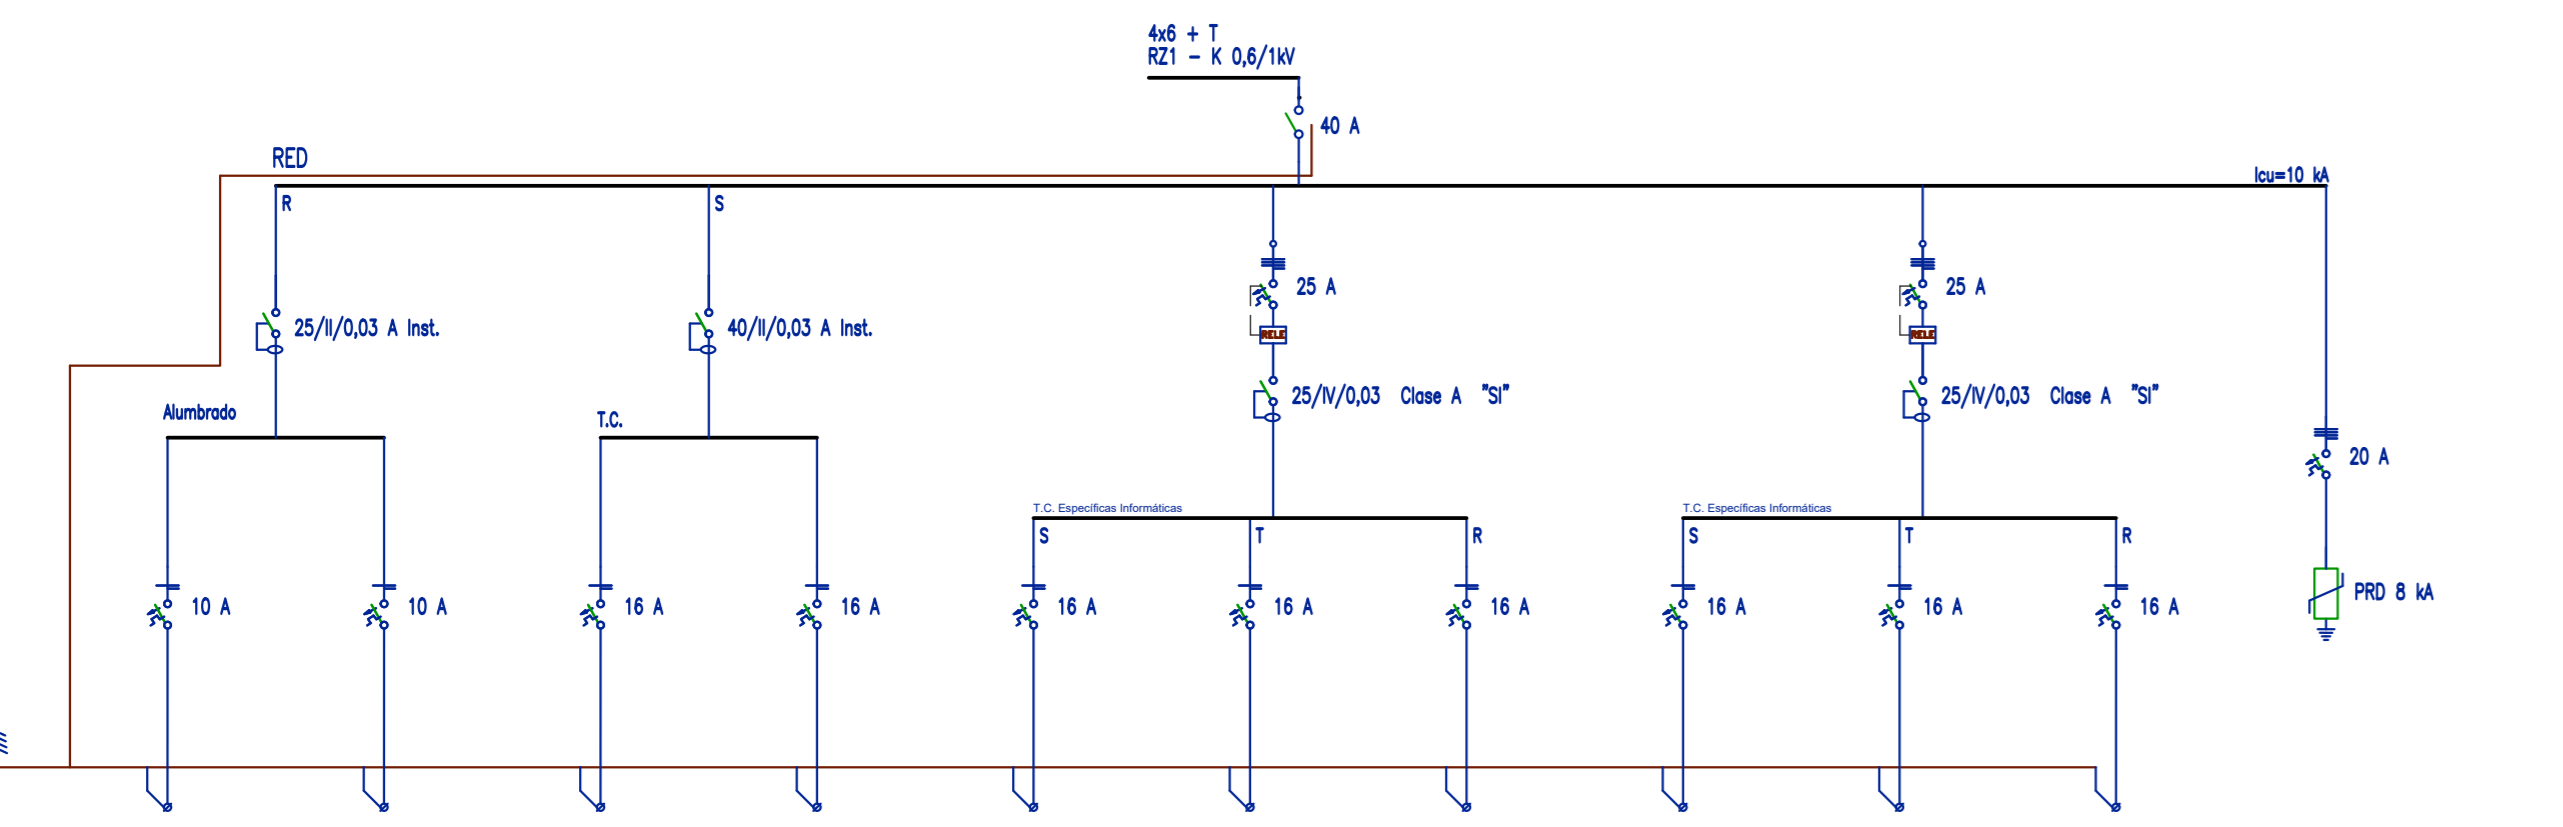 4x6 + T
RZ1 - K 0,6/1kV
40 A
RED
Icu=10 kA
R
S
25 A
25 A
25/II/0,03 A Inst.
40/II/0,03 A Inst.
RELE
RELE
25/IV/0,03 Clase A "SI"
25/IV/0,03 Clase A "SI"
Alumbrado
T.C.
20 A
T.C. Específicas Informáticas
T.C. Específicas Informáticas
S
T
R
S
T
R
PRD 8 kA
10 A
10 A
16 A
16 A
16 A
16 A
16 A
16 A
16 A
16 A